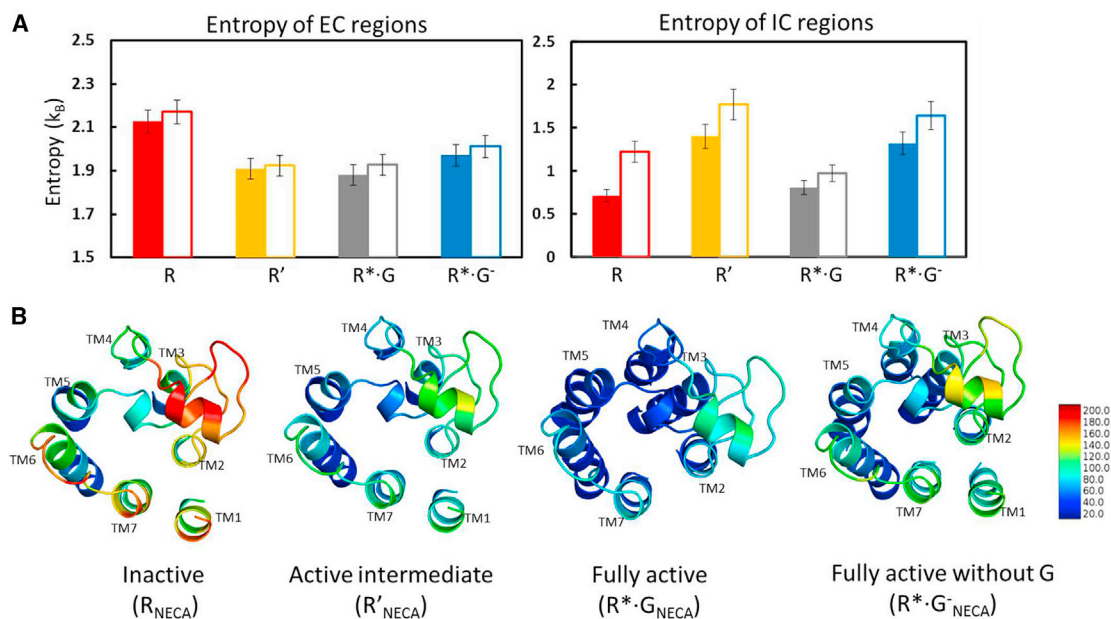 A
Entropy of EC regions
Entropy of IC regions
Entropy (kB)
2.5
2.3
2.1
1.9
1.7
1.5
R
R’
R*·G
R*·G-
2.5
2
1.5
1
0.5
0
R
R’
R*·G
R*·G-
B
TM4
TM3
TM5
TM6
TM2
TM7
TM1
TM4
TM3
TM5
TM6
TM2
TM7
TM1
TM4
TM5
TM3
TM6
TM2
TM7
TM4
TM3
TM5
TM2
TM6
TM7
TM1
200.0
180.0
160.0
140.0
120.0
100.0
80.0
60.0
40.0
20.0
Inactive
(RNECA)
Active intermediate
(R’NECA)
Fully active
(R*·GNECA)
Fully active without G
(R*·G-NECA)